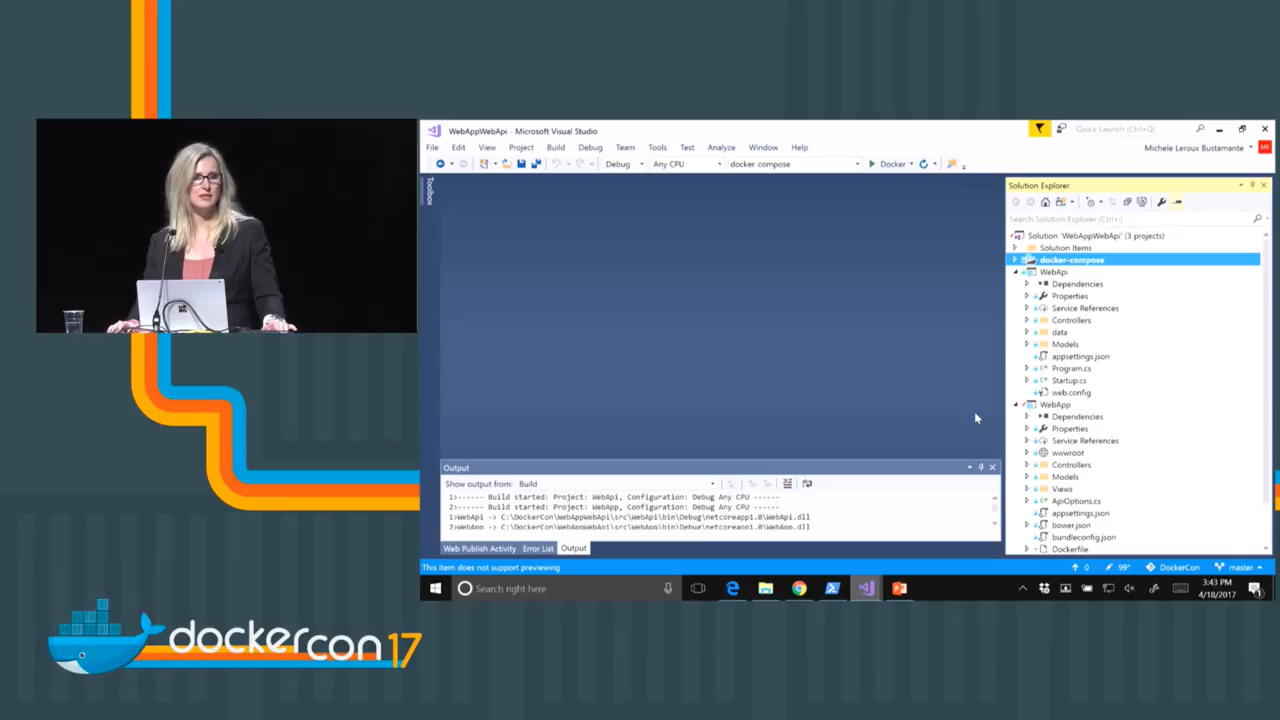 WebAppWebApi - Microsoft Visual Studio
Quick Launch (Ctrl+Q)
File Edit View Project Build Debug Team Tools Test Analyze Window Help
Michele Leroux Bustamante
Debug Any CPU docker-compose Docker
Toolbox
Solution Explorer
Search Solution Explorer (Ctrl+;)
Solution 'WebAppWebApi' (3 projects)
Solution Items
docker-compose
WebApi
Dependencies
Properties
Service References
Controllers
data
Models
appsettings.json
Program.cs
Startup.cs
web.config
WebApp
Dependencies
Properties
Service References
wwwroot
Controllers
Models
Views
ApiOptions.cs
appsettings.json
bower.json
bundleconfig.json
Dockerfile
Output
Show output from: Build
1>------ Build started: Project: WebApi, Configuration: Debug Any CPU ------
2>------ Build started: Project: WebApp, Configuration: Debug Any CPU ------
1>WebApi -> C:\DockerCon\WebAppWebApi\src\WebApi\bin\Debug\netcoreapp1.0\WebApi.dll
2>WebApp -> C:\DockerCon\WebAppWebApi\src\WebApp\bin\Debug\netcoreapp1.0\WebApp.dll
Web Publish Activity Error List Output
This item does not support previewing
0 99+ DockerCon master
Search right here
3:43 PM
4/18/2017
dockercon 17